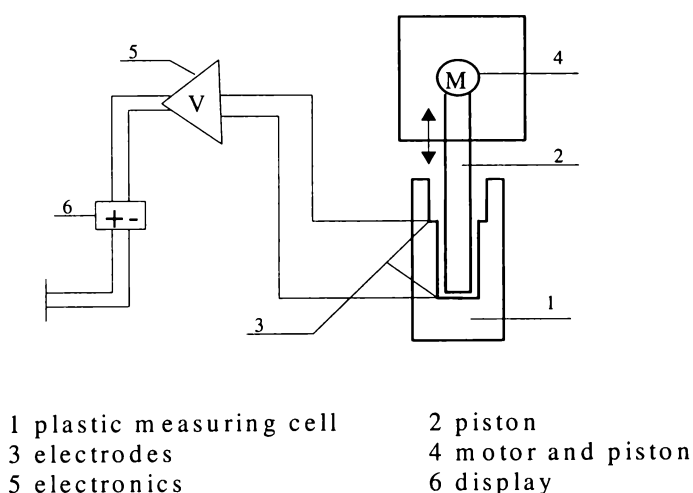 5
4
M
V
2
6
+ -
1
3
1 plastic measuring cell
2 piston
3 electrodes
4 motor and piston
5 electronics
6 display